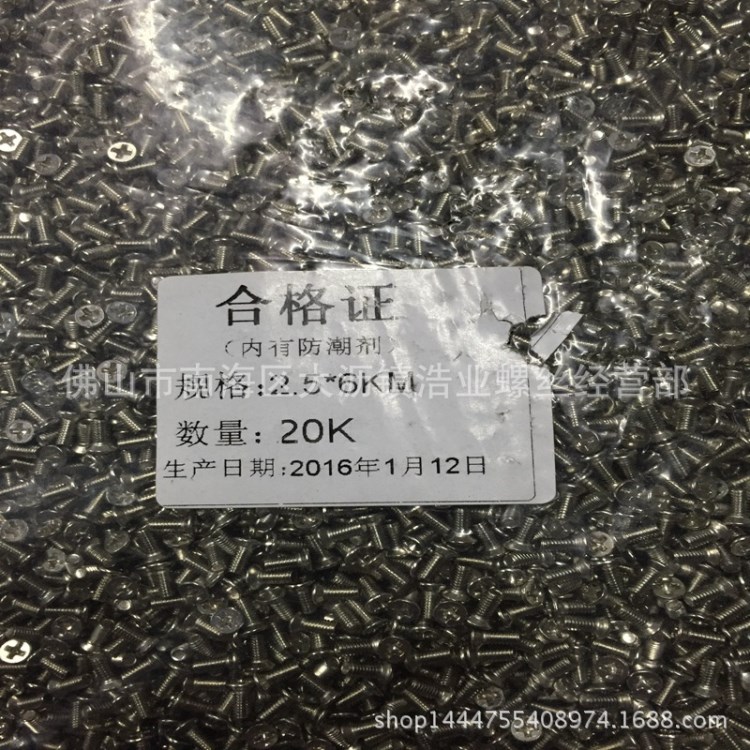 合格证
（内有防潮剂
规格:2.5*6KM
佛山市南海区大沥 浩业螺丝经营部
数量: 20K
生产日期:2016年1月12日
shop1444755408974.1688.com